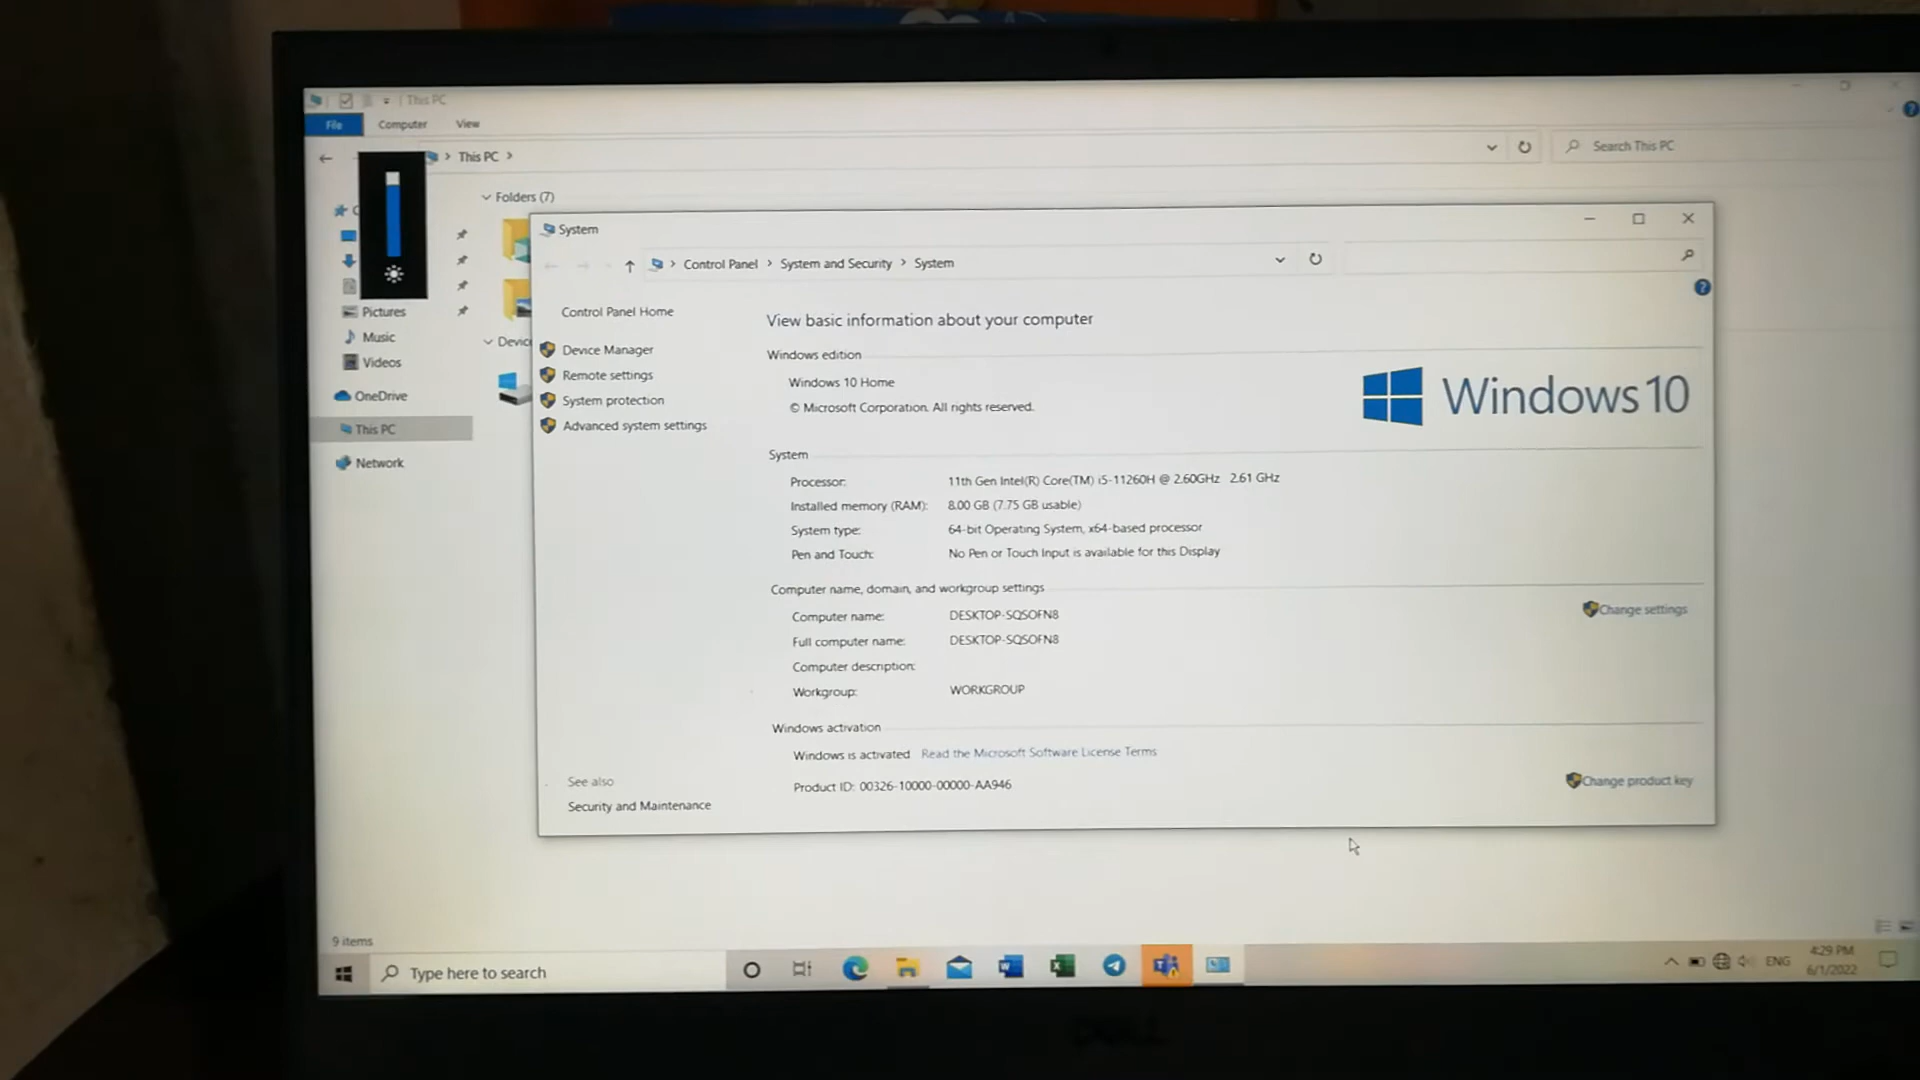 This PC
File Computer View
This PC
Search This PC
Folders (7)
System
Control Panel > System and Security > System
Control Panel Home
Device Manager
Remote settings
System protection
Advanced system settings
See also
Security and Maintenance
View basic information about your computer
Windows edition
Windows 10 Home
© Microsoft Corporation. All rights reserved.
Windows 10
System
Processor: 11th Gen Intel(R) Core(TM) i5-11260H @ 2.60GHz 2.61 GHz
Installed memory (RAM): 8.00 GB (7.75 GB usable)
System type: 64-bit Operating System, x64-based processor
Pen and Touch: No Pen or Touch Input is available for this Display
Computer name, domain, and workgroup settings
Computer name: DESKTOP-SQSOFN8
Full computer name: DESKTOP-SQSOFN8
Computer description:
Workgroup: WORKGROUP
Change settings
Windows activation
Windows is activated Read the Microsoft Software License Terms
Product ID: 00326-10000-00000-AA946
Change product key
Pictures
Music
Videos
OneDrive
This PC
Network
9 items
Type here to search
ENG
4:29 PM
6/1/2022
DELL